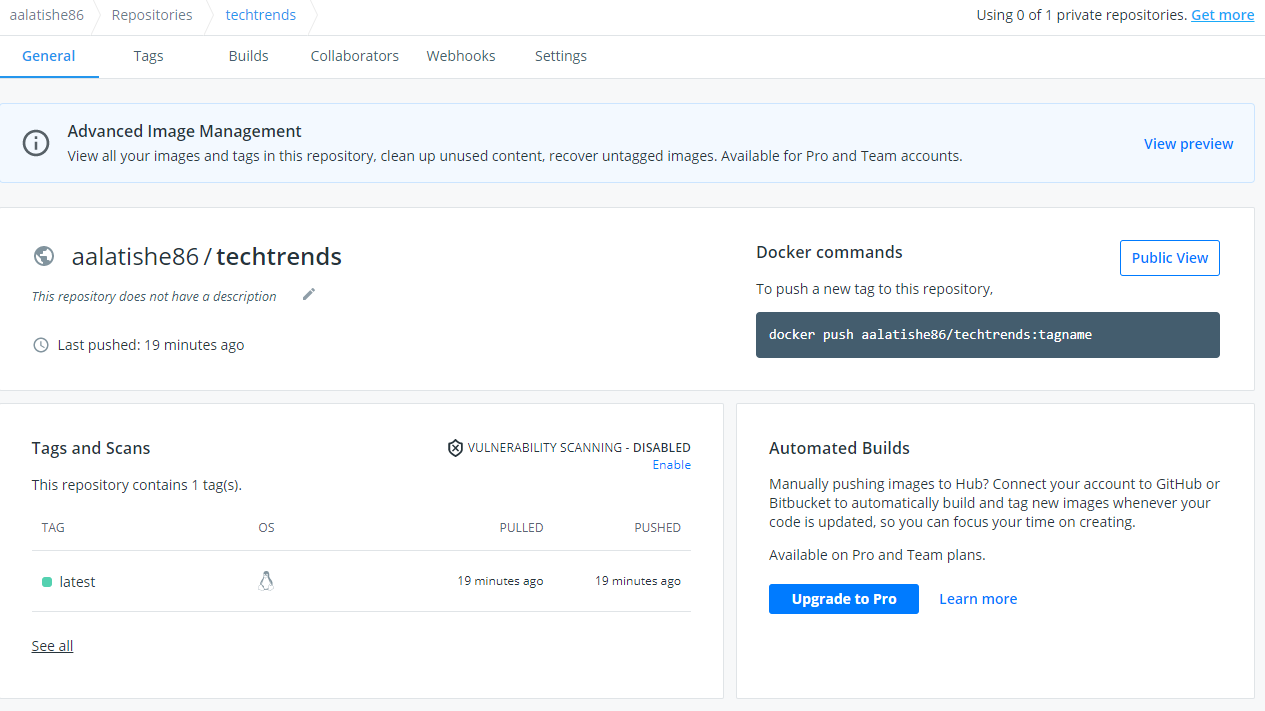 aalatishe86 Repositories techtrends Using 0 of 1 private repositories. Get more
General Tags Builds Collaborators Webhooks Settings
Advanced Image Management
View all your images and tags in this repository, clean up unused content, recover untagged images. Available for Pro and Team accounts.
View preview
aalatishe86 / techtrends
This repository does not have a description
Last pushed: 19 minutes ago
Docker commands
Public View
To push a new tag to this repository,
docker push aalatishe86/techtrends:tagname
Tags and Scans
VULNERABILITY SCANNING - DISABLED
Enable
This repository contains 1 tag(s).
TAG OS PULLED PUSHED
latest 19 minutes ago 19 minutes ago
See all
Automated Builds
Manually pushing images to Hub? Connect your account to GitHub or
Bitbucket to automatically build and tag new images whenever your
code is updated, so you can focus your time on creating.
Available on Pro and Team plans.
Upgrade to Pro Learn more